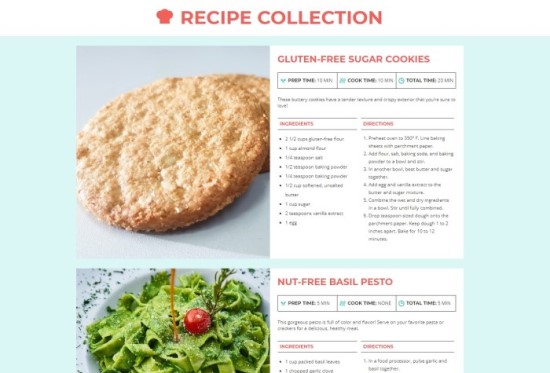 RECIPE COLLECTION
GLUTEN-FREE SUGAR COOKIES
PREP TIME: 10 MIN COOK TIME: 10 MIN TOTAL TIME: 20 MIN
These buttery cookies have a tender texture and crispy exterior that you're sure to
love!
INGREDIENTS
2 1/2 cups gluten-free flour
1 cup almond flour
1/4 teaspoon salt
1/2 teaspoon baking powder
1/4 teaspoon baking powder
1/2 cup softened, unsalted
butter
1 cup sugar
2 teaspoons vanilla extract
1 egg
DIRECTIONS
1. Preheat oven to 350° F. Line baking
sheets with parchment paper.
2. Add flour, salt, baking soda, and baking
powder to a bowl and stir.
3. In another bowl, beat butter and sugar
together.
4. Add egg and vanilla extract to the
butter and sugar mixture.
5. Combine the wet and dry ingredients
in a bowl. Stir until fully combined.
6. Drop teaspoon-sized dough onto the
parchment paper. Keep dough 1 to 2
inches apart. Bake for 10 to 12
minutes.
NUT-FREE BASIL PESTO
PREP TIME: 5 MIN COOK TIME: NONE TOTAL TIME: 5 MIN
This gorgeous pesto is full of color and flavor! Serve on your favorite pasta or
crackers for a delicious, healthy meal.
INGREDIENTS
1 cup packed basil leaves
1 chopped garlic clove
DIRECTIONS
1. In a food processor, pulse garlic and
basil together.